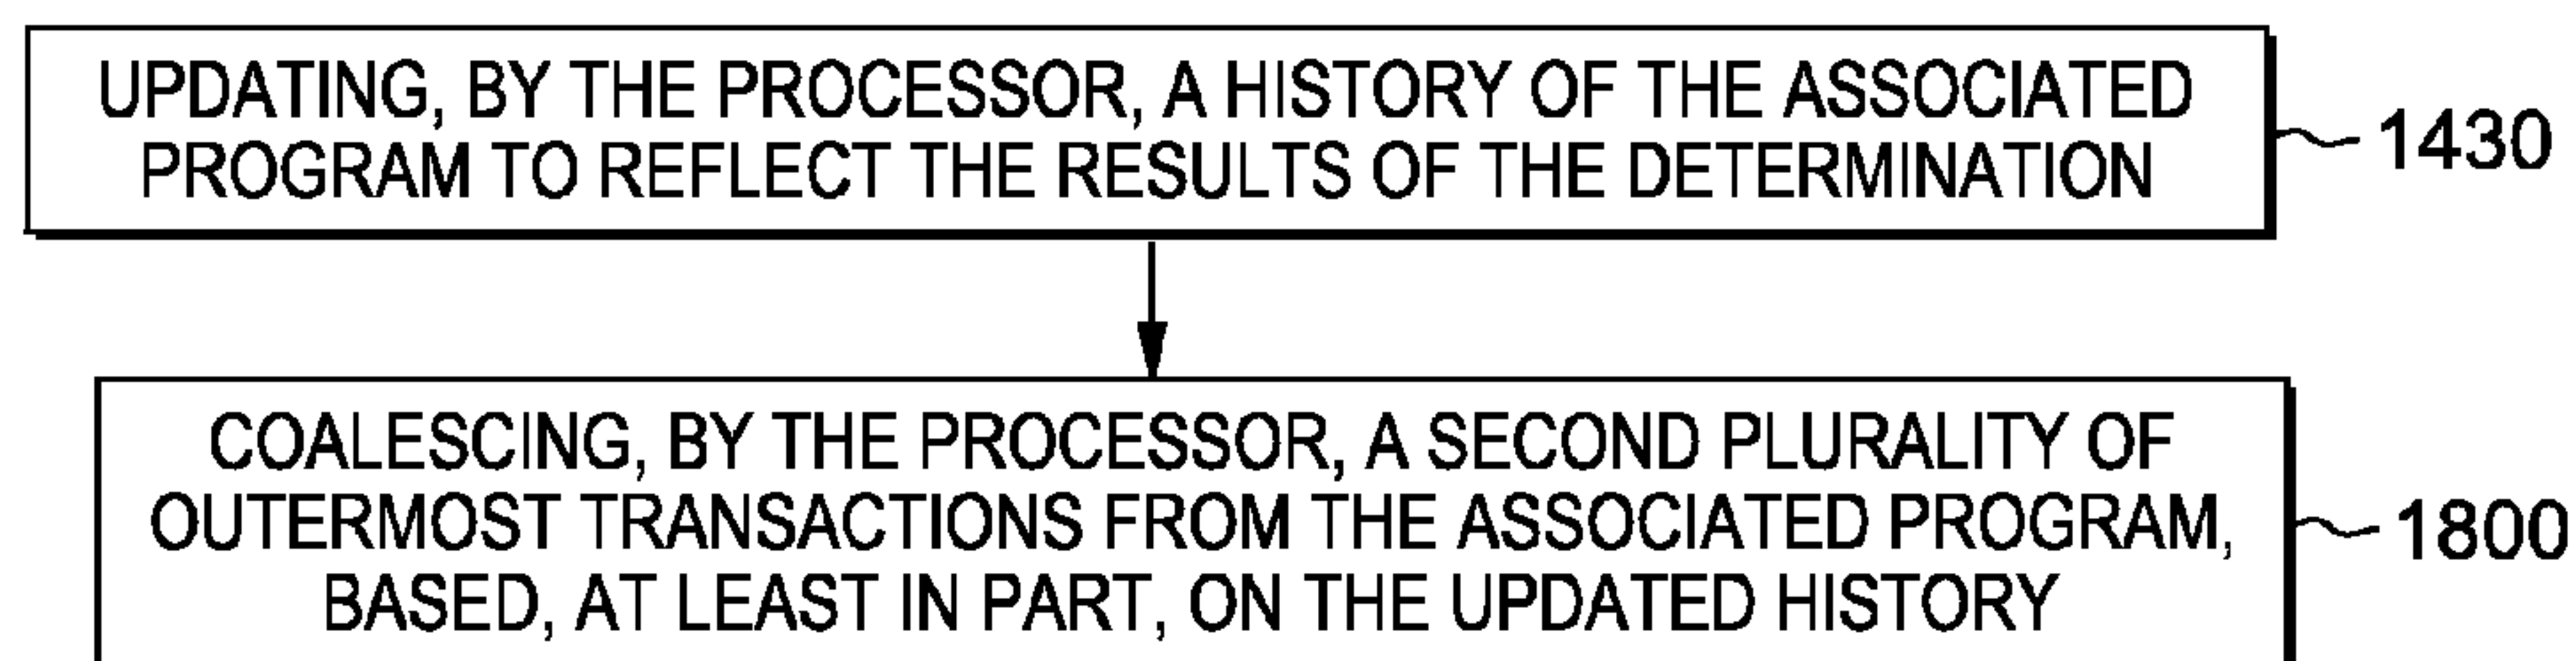 UPDATING, BY THE PROCESSOR, A HISTORY OF THE ASSOCIATED
PROGRAM TO REFLECT THE RESULTS OF THE DETERMINATION
1430
COALESCING, BY THE PROCESSOR, A SECOND PLURALITY OF
OUTERMOST TRANSACTIONS FROM THE ASSOCIATED PROGRAM,
BASED, AT LEAST IN PART, ON THE UPDATED HISTORY
1800